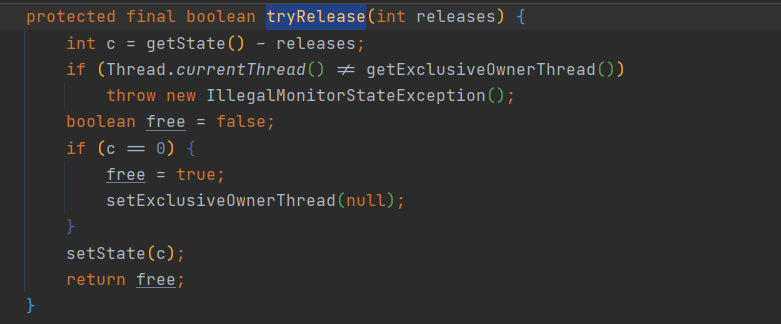 protected final boolean tryRelease(int releases) {
    int c = getState() - releases;
    if (Thread.currentThread() != getExclusiveOwnerThread())
        throw new IllegalMonitorStateException();
    boolean free = false;
    if (c == 0) {
        free = true;
        setExclusiveOwnerThread(null);
    }
    setState(c);
    return free;
}